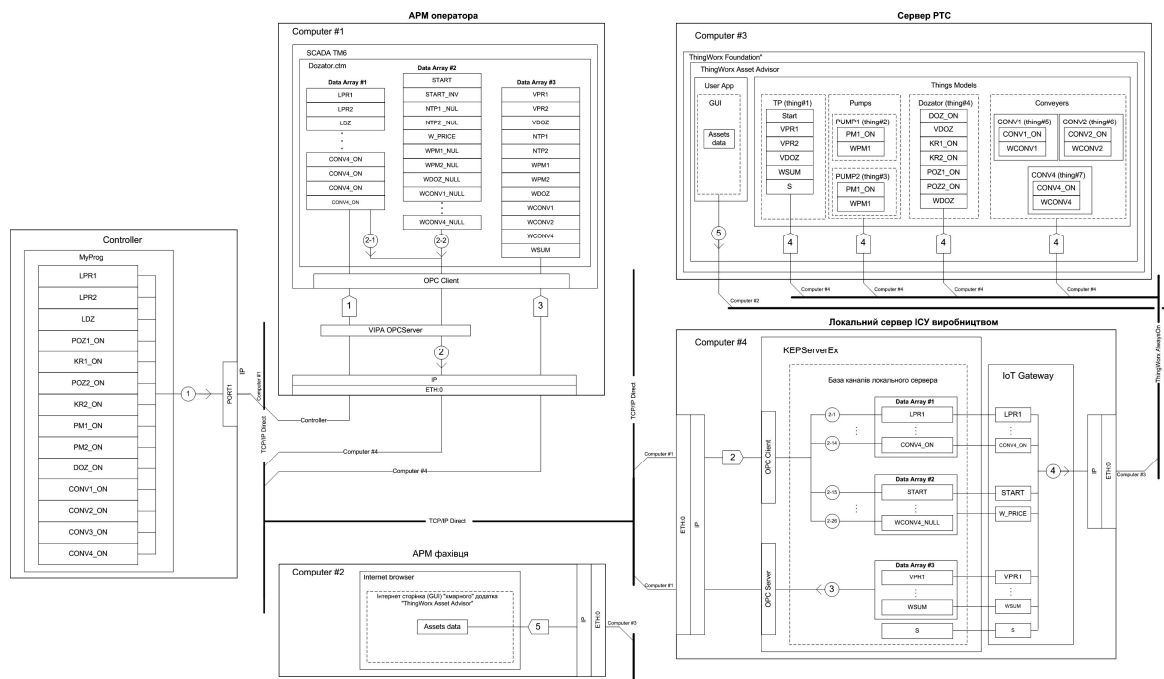 АРМ оператора
Computer #1
SCADA TM6
Dozator.ctm
Data Array #1
LPR1
LPR2
LDZ
CONV4_ON
CONV4_ON
CONV4_ON
CONV4_ON
Data Array #2
START
START_INV
NTP1_NUL
NTP2_NUL
W_PRICE
WPM1_NUL
WPM2_NUL
WDOZ_NULL
WCONV1_NULL
WCONV4_NULL
Data Array #3
VPR1
VPR2
VDOZ
NTP1
NTP2
WPM1
WPM2
WDOZ
WCONV1
WCONV2
WCONV4
WSUM
2-1
2-2
OPC Client
1
3
VIPA OPCServer
2
IP
ETH:0
Controller
Computer #4
Computer #4
Controller
MyProg
LPR1
LPR2
LDZ
POZ1_ON
KR1_ON
POZ2_ON
KR2_ON
PM1_ON
PM2_ON
DOZ_ON
CONV1_ON
CONV2_ON
CONV3_ON
CONV4_ON
1
PORT1
IP
Computer #1
TCP/IP Direct
TCP/IP Direct
TCP/IP Direct
АРМ фахівця
Computer #2
Internet browser
Інтернет сторінка (GUI) "хмарного" додатка
"ThingWorx Asset Advisor"
Assets data
5
IP
ETH:0
Computer #3
Сервер РТС
Computer #3
ThingWorx Foundation"
ThingWorx Asset Advisor
User App
GUI
Assets
data
5
Computer #2
Things Models
TP (thing#1)
Start
VPR1
VPR2
VDOZ
WSUM
S
Pumps
PUMP1 (thing#2)
PM1_ON
WPM1
PUMP2 (thing#3)
PM1_ON
WPM1
Dozator (thing#4)
DOZ_ON
VDOZ
KR1_ON
KR2_ON
POZ1_ON
POZ2_ON
WDOZ
Conveyers
CONV1 (thing#5)
CONV1_ON
WCONV1
CONV2 (thing#6)
CONV2_ON
WCONV2
CONV4 (thing#7)
CONV4_ON
WCONV4
4
4
4
4
Computer #4
Computer #4
Computer #4
Computer #4
ThingWorx AlwaysOn
Локальний сервер ІСУ виробництвом
Computer #4
KEPServerEx
База каналів локального сервера
Computer #1
Computer #1
ETH:0
IP
2
OPC Client
OPC Server
2-1
2-14
2-15
2-26
3
Data Array #1
LPR1
CONV4_ON
Data Array #2
START
WCONV4_NULL
Data Array #3
VPR1
WSUM
S
IoT Gateway
LPR1
CONV4_ON
START
W_PRICE
VPR1
WSUM
S
4
IP
ETH:0
Computer #3